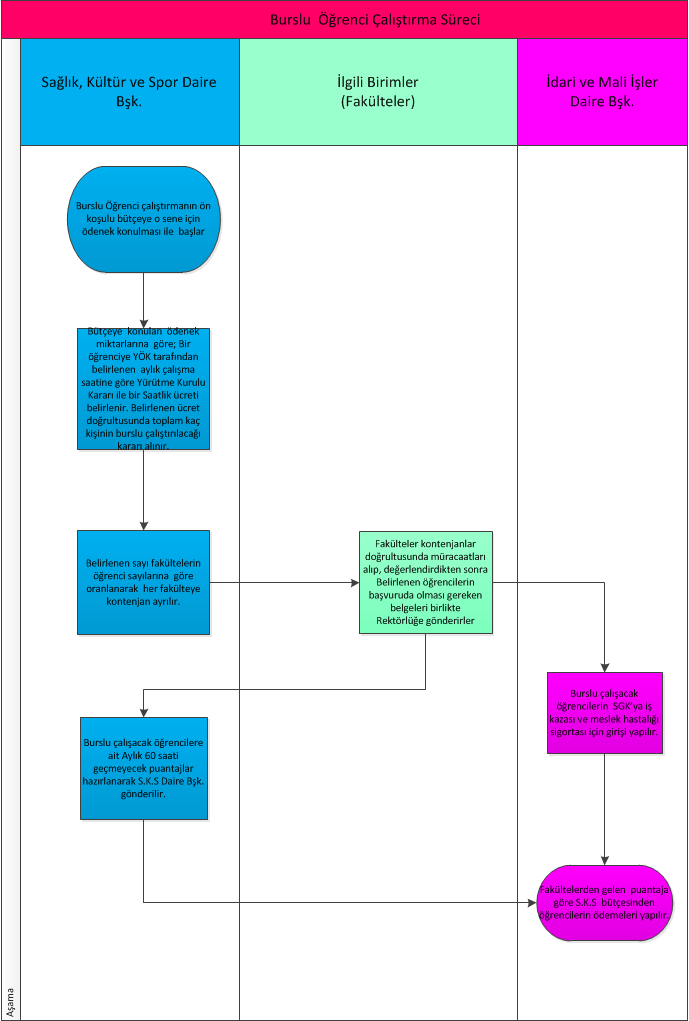 Burslu  Öğrenci Çalıştırma Süreci
Sağlık, Kültür ve Spor Daire
Bşk.
İlgili Birimler
(Fakülteler)
İdari ve Mali İşler
Daire Bşk.
Burslu Öğrenci çalıştırmanın ön
koşulu bütçeye o sene için
ödenek konulması ile  başlar
Bütçeye  konulan  ödenek
miktarlarına  göre; Bir
öğrenciye YÖK tarafından
belirlenen  aylık çalışma
saatine göre Yürütme Kurulu
Kararı ile bir Saatlik ücreti
belirlenir. Belirlenen ücret
doğrultusunda toplam kaç
kişinin burslu çalıştırılacağı
kararı alınır.
Belirlenen sayı fakültelerin
öğrenci sayılarına  göre
oranlanarak  her fakülteye
kontenjan ayrılır.
Fakülteler kontenjanlar
doğrultusunda müracaatları
alıp, değerlendirdikten sonra
Belirlenen öğrencilerin
başvuruda olması gereken
belgeleri birlikte
Rektörlüğe gönderirler
Burslu çalışacak
öğrencilerin  SGK'ya iş
kazası ve meslek hastalığı
sigortası için girişi yapılır.
Burslu çalışacak öğrencilere
ait Aylık 60 saati
geçmeyecek puantajlar
hazırlanarak S.K.S Daire Bşk.
gönderilir.
Fakültelerden gelen  puantaja
göre S.K.S  bütçesinden
öğrencilerin ödemeleri yapılır.
Aşama